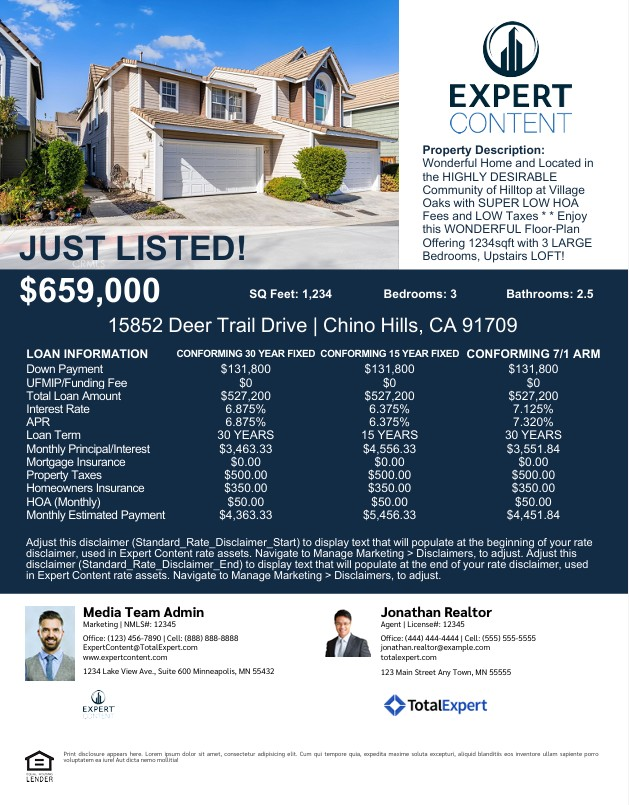 EXPERT
CONTENT
Property Description:
Wonderful Home and Located in
the HIGHLY DESIRABLE
Community of Hilltop at Village
Oaks with SUPER LOW HOA
Fees and LOW Taxes * * Enjoy
this WONDERFUL Floor-Plan
Offering 1234sqft with 3 LARGE
Bedrooms, Upstairs LOFT!
JUST LISTED!
$659,000 SQ Feet: 1,234 Bedrooms: 3 Bathrooms: 2.5
15852 Deer Trail Drive | Chino Hills, CA 91709
LOAN INFORMATION CONFORMING 30 YEAR FIXED CONFORMING 15 YEAR FIXED CONFORMING 7/1 ARM
Down Payment $131,800 $131,800 $131,800
UFMIP/Funding Fee $0 $0 $0
Total Loan Amount $527,200 $527,200 $527,200
Interest Rate 6.875% 6.375% 7.125%
APR 6.875% 6.375% 7.320%
Loan Term 30 YEARS 15 YEARS 30 YEARS
Monthly Principal/Interest $3,463.33 $4,556.33 $3,551.84
Mortgage Insurance $0.00 $0.00 $0.00
Property Taxes $500.00 $500.00 $500.00
Homeowners Insurance $350.00 $350.00 $350.00
HOA (Monthly) $50.00 $50.00 $50.00
Monthly Estimated Payment $4,363.33 $5,456.33 $4,451.84
Adjust this disclaimer (Standard_Rate_Disclaimer_Start) to display text that will populate at the beginning of your rate
disclaimer, used in Expert Content rate assets. Navigate to Manage Marketing > Disclaimers, to adjust. Adjust this
disclaimer (Standard_Rate_Disclaimer_End) to display text that will populate at the end of your rate disclaimer, used
in Expert Content rate assets. Navigate to Manage Marketing > Disclaimers, to adjust.
Media Team Admin
Marketing | NMLS#: 12345
Office: (123) 456-7890 | Cell: (888) 888-8888
ExpertContent@TotalExpert.com
www.expertcontent.com
1234 Lake View Ave., Suite 600 Minneapolis, MN 55432
EXPERT
CONTENT
Jonathan Realtor
Agent | License#: 12345
Office: (444) 444-4444 | Cell: (555) 555-5555
jonathan.realtor@example.com
totalexpert.com
123 Main Street Any Town, MN 55555
TotalExpert
EQUAL HOUSING
LENDER
Print disclosure appears here. Lorem ipsum dolor sit amet, consectetur adipisicing elit. Cum qui tempore quia, expedita maxime soluta excepturi, aliquid blanditiis eos inventore ullam sapiente porro
voluptatem ea iure! Aut dicta nemo mollitia!